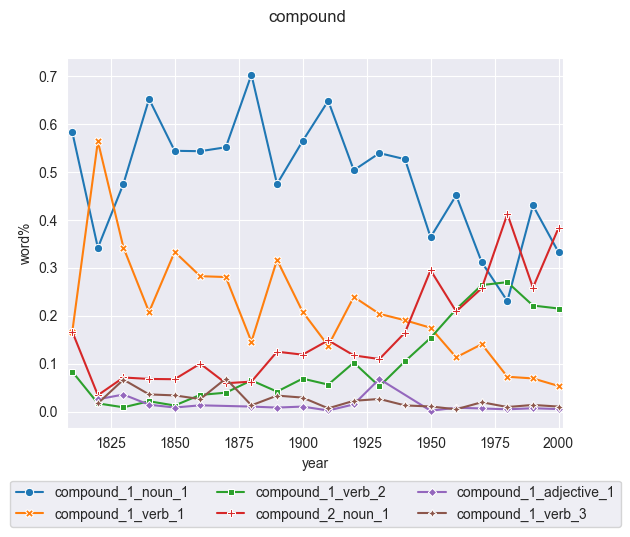 compound
0.7
0.6
0.5
0.4
0.3
0.2
0.1
0.0
word%
1825 1850 1875 1900 1925 1950 1975 2000
year
compound_1_noun_1 compound_1_verb_2 compound_1_adjective_1
compound_1_verb_1 compound_2_noun_1 compound_1_verb_3